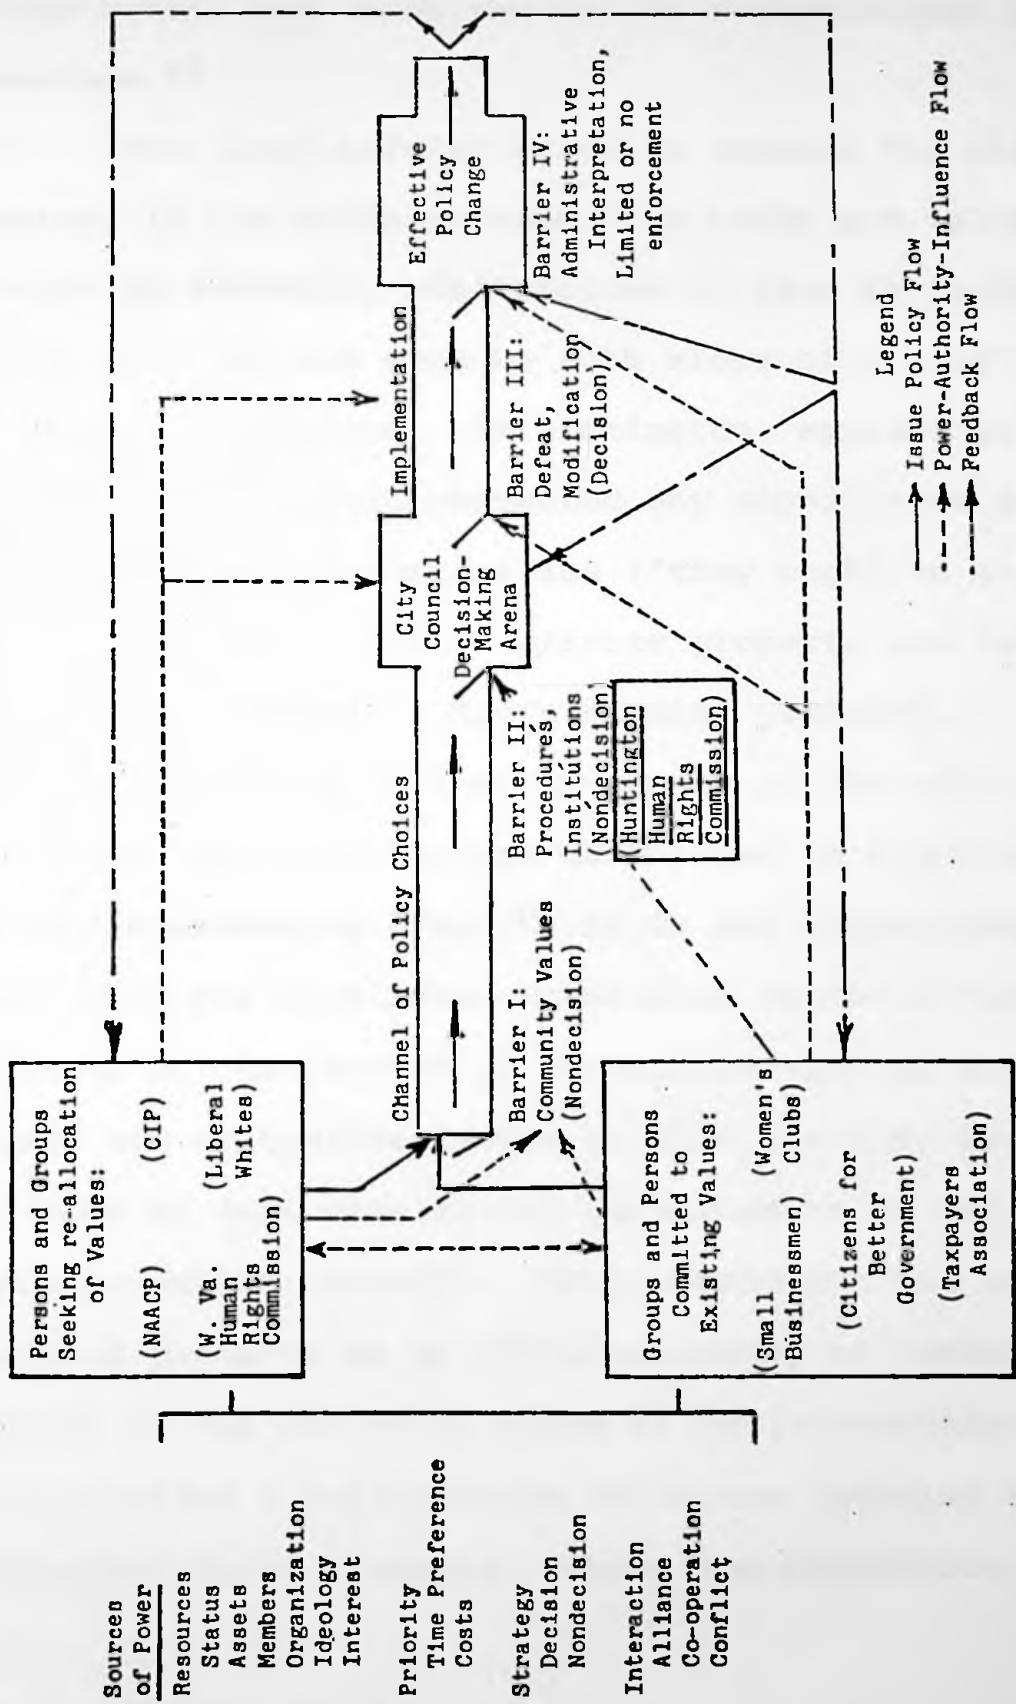 Sources
of Power
Resources
Status
Assets
Members
Organization
Ideology
Interest
Priority
Time Preference
Costs
Strategy
Decision
Nondecision
Interaction
Alliance
Co-operation
Conflict
Persons and Groups
Seeking re-allocation
of Values:
(NAACP) (CIP)
(W. Va. (Liberal
Human Whites)
Rights
Commission)
Groups and Persons
Committed to
Existing Values:
(Small (Women's
Businessmen) Clubs)
(Citizens for
Better
Government)
(Taxpayers
Association)
Channel of Policy Choices
Barrier I:
Community Values
(Nondecision)
Barrier II:
Procedures,
Institutions
(Nondecision)
(Huntington
Human
Rights
Commission)
City
Council
Decision-
Making
Arena
Implementation
Barrier III:
Defeat,
Modification
(Decision)
Effective
Policy
Change
Barrier IV:
Administrative
Interpretation,
Limited or no
enforcement
Legend
Issue Policy Flow
Power-Authority-Influence Flow
Feedback Flow